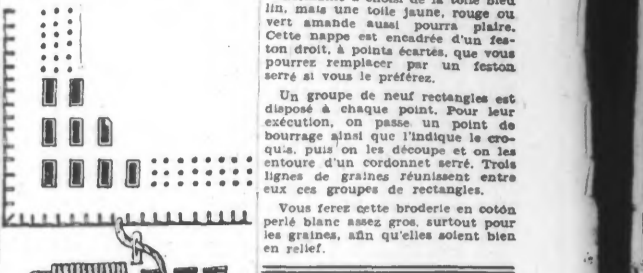 choisi de la toile bleu
lin, mais une toile jaune, rouge ou
vert amande aussi pourra plaire.
Cette nappe est encadrée d'un fes-
ton droit, à points écartés, que vous
pourrez remplacer par un feston
serré si vous le préférez.
Un groupe de neuf rectangles est
disposé à chaque point. Pour leur
exécution, on passe un point de
bourrage ainsi que l'indique le cro-
quis, puis on les découpe et on les
entoure d'un cordonnet serré. Trois
lignes de graines réunissent entre
eux ces groupes de rectangles.
Vous ferez cette broderie en coton
perlé blanc assez gros, surtout pour
les graines, afin qu'elles soient bien
en relief.